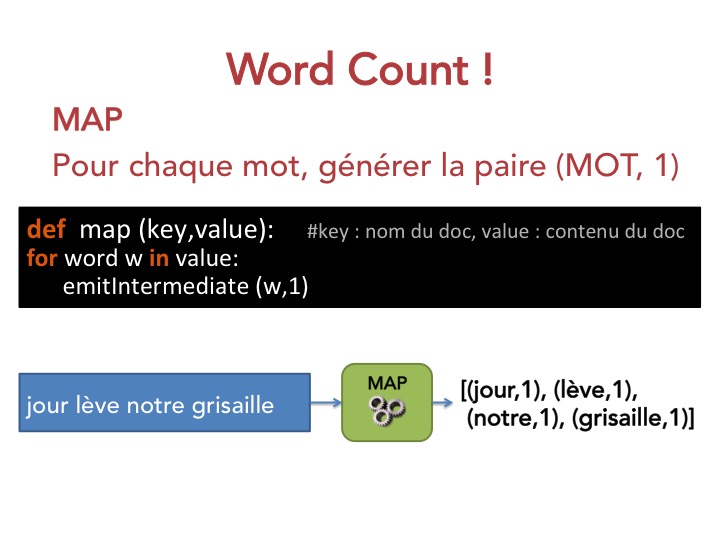 Word Count !
MAP
Pour chaque mot, générer la paire (MOT, 1)
def map (key,value): #key : nom du doc, value : contenu du doc
for word w in value:
emitIntermediate (w,1)
jour lève notre grisaille
MAP
[(jour,1), (lève,1),
(notre,1), (grisaille,1)]